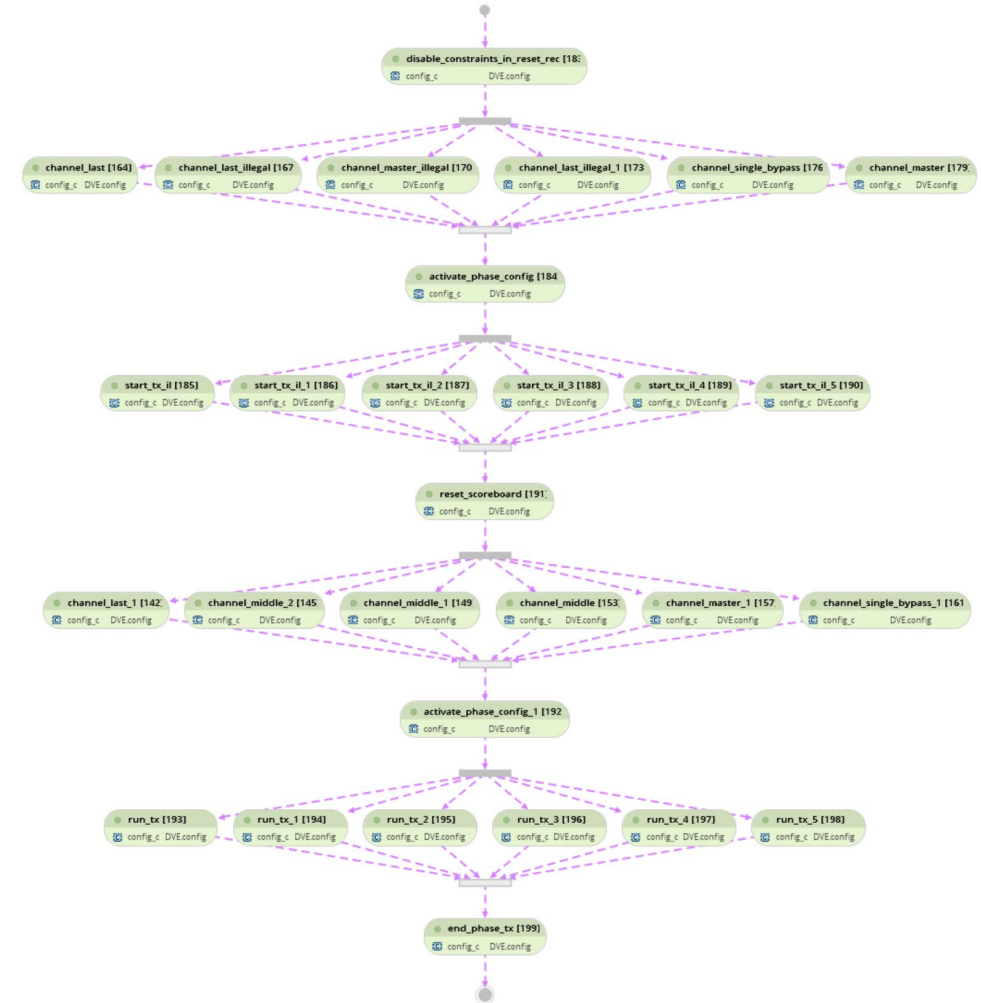 disable_constraints_in_reset_rec [183
config_c DVE.config
channel_last [164] channel_last_illegal [167 channel_master_illegal [170 channel_last_illegal_1 [173 channel_single_bypass [176 channel_master [179]
config_c DVE.config config_c DVE.config config_c DVE.config config_c DVE.config config_c DVE.config config_c DVE.config
activate_phase_config [184
config_c DVE.config
start_tx_il [185] start_tx_il_1 [186] start_tx_il_2 [187] start_tx_il_3 [188] start_tx_il_4 [189] start_tx_il_5 [190]
config_c DVE.config config_c DVE.config config_c DVE.config config_c DVE.config config_c DVE.config config_c DVE.config
reset_scoreboard [191]
config_c DVE.config
channel_last_1 [142 channel_middle_2 [145 channel_middle_1 [149 channel_middle [153] channel_master_1 [157 channel_single_bypass_1 [161
config_c DVE.config config_c DVE.config config_c DVE.config config_c DVE.config config_c DVE.config config_c DVE.config
activate_phase_config_1 [192
config_c DVE.config
run_tx [193] run_tx_1 [194] run_tx_2 [195] run_tx_3 [196] run_tx_4 [197] run_tx_5 [198]
config_c DVE.config config_c DVE.config config_c DVE.config config_c DVE.config config_c DVE.config config_c DVE.config
end_phase_tx [199]
config_c DVE.config